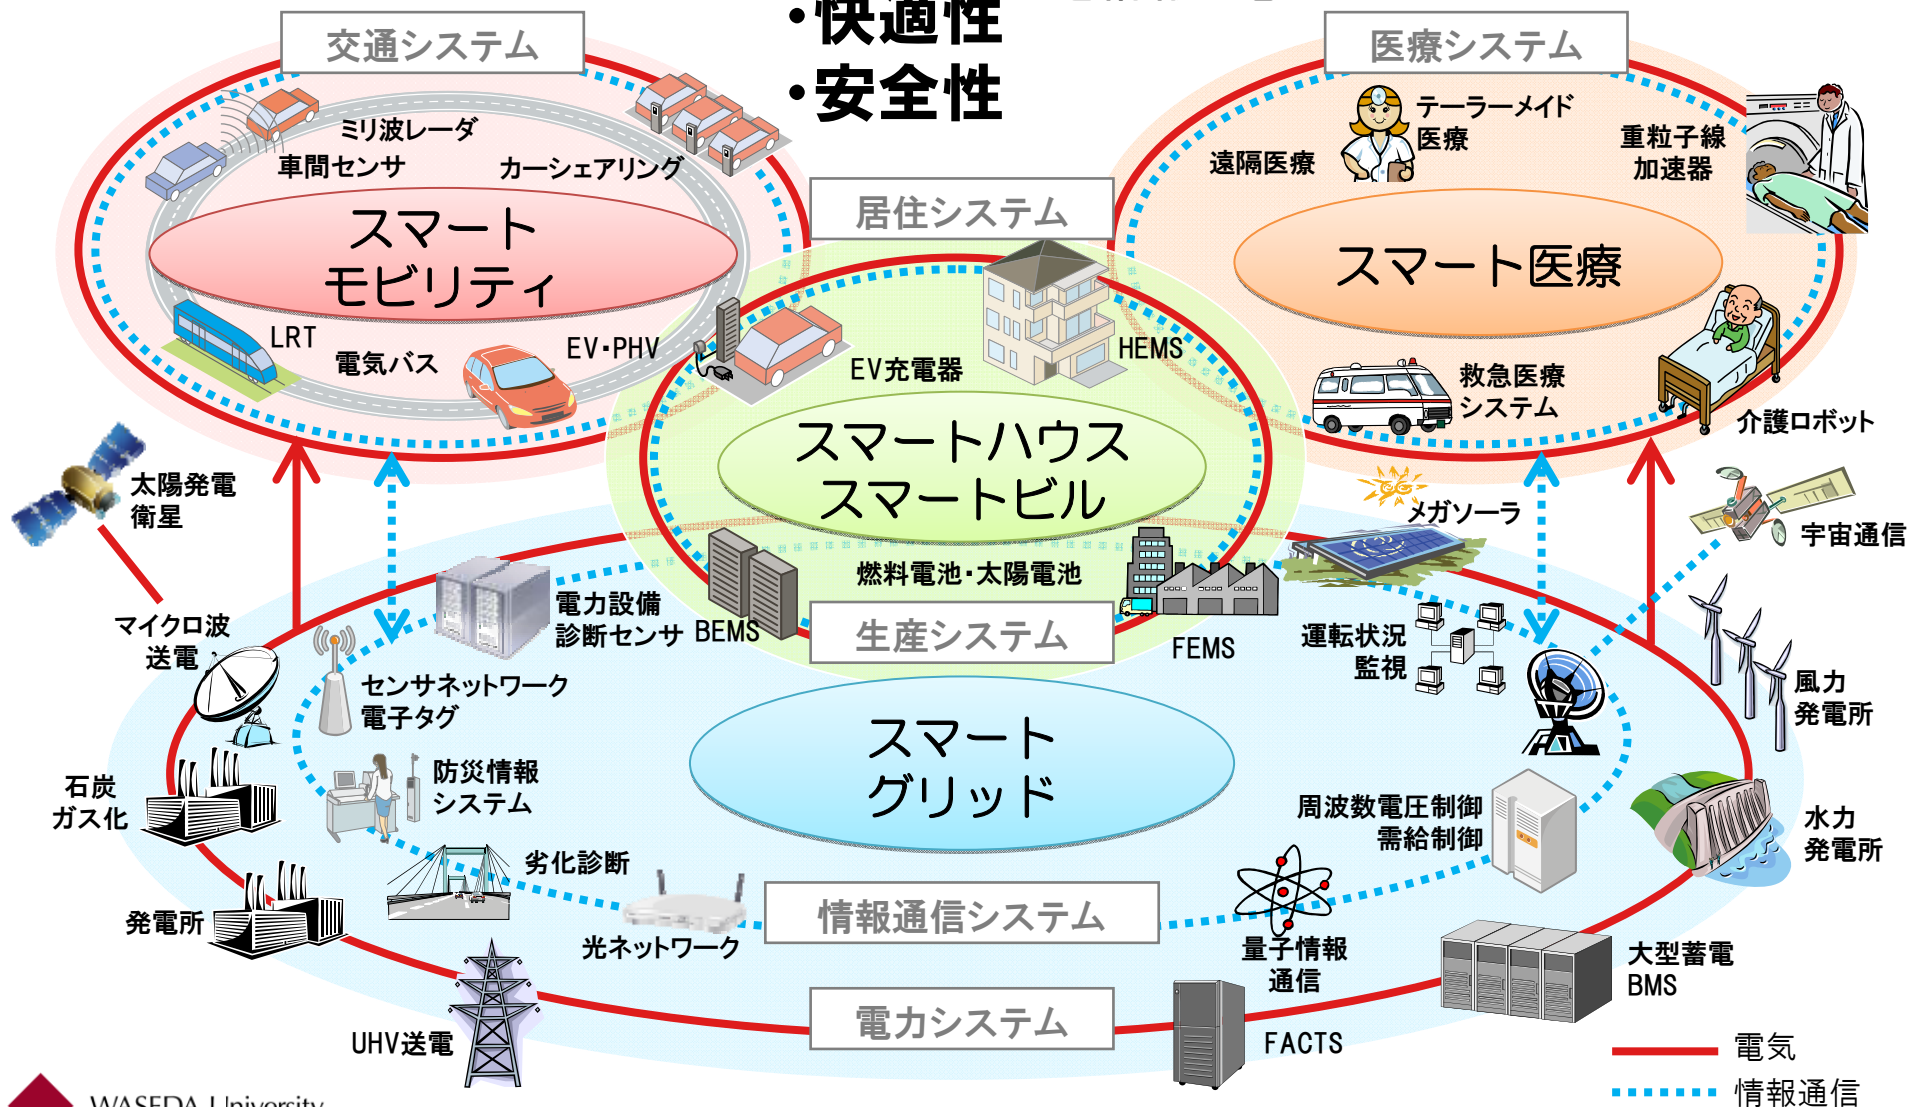 ・快適性
・安全性
交通システム
医療システム
ミリ波レーダ
車間センサ
カーシェアリング
スマート
モビリティ
LRT
電気バス
EV・PHV
テーラーメイド
医療
遠隔医療
重粒子線
加速器
スマート医療
救急医療
システム
介護ロボット
居住システム
EV充電器
HEMS
スマートハウス
スマートビル
燃料電池・太陽電池
BEMS
FEMS
生産システム
太陽発電
衛星
マイクロ波
送電
電力設備
診断センサ
センサネットワーク
電子タグ
メガソーラ
宇宙通信
運転状況
監視
風力
発電所
スマート
グリッド
石炭
ガス化
防災情報
システム
周波数電圧制御
需給制御
水力
発電所
発電所
劣化診断
光ネットワーク
情報通信システム
量子情報
通信
大型蓄電
BMS
UHV送電
電力システム
FACTS
電気
情報通信
WASEDA University